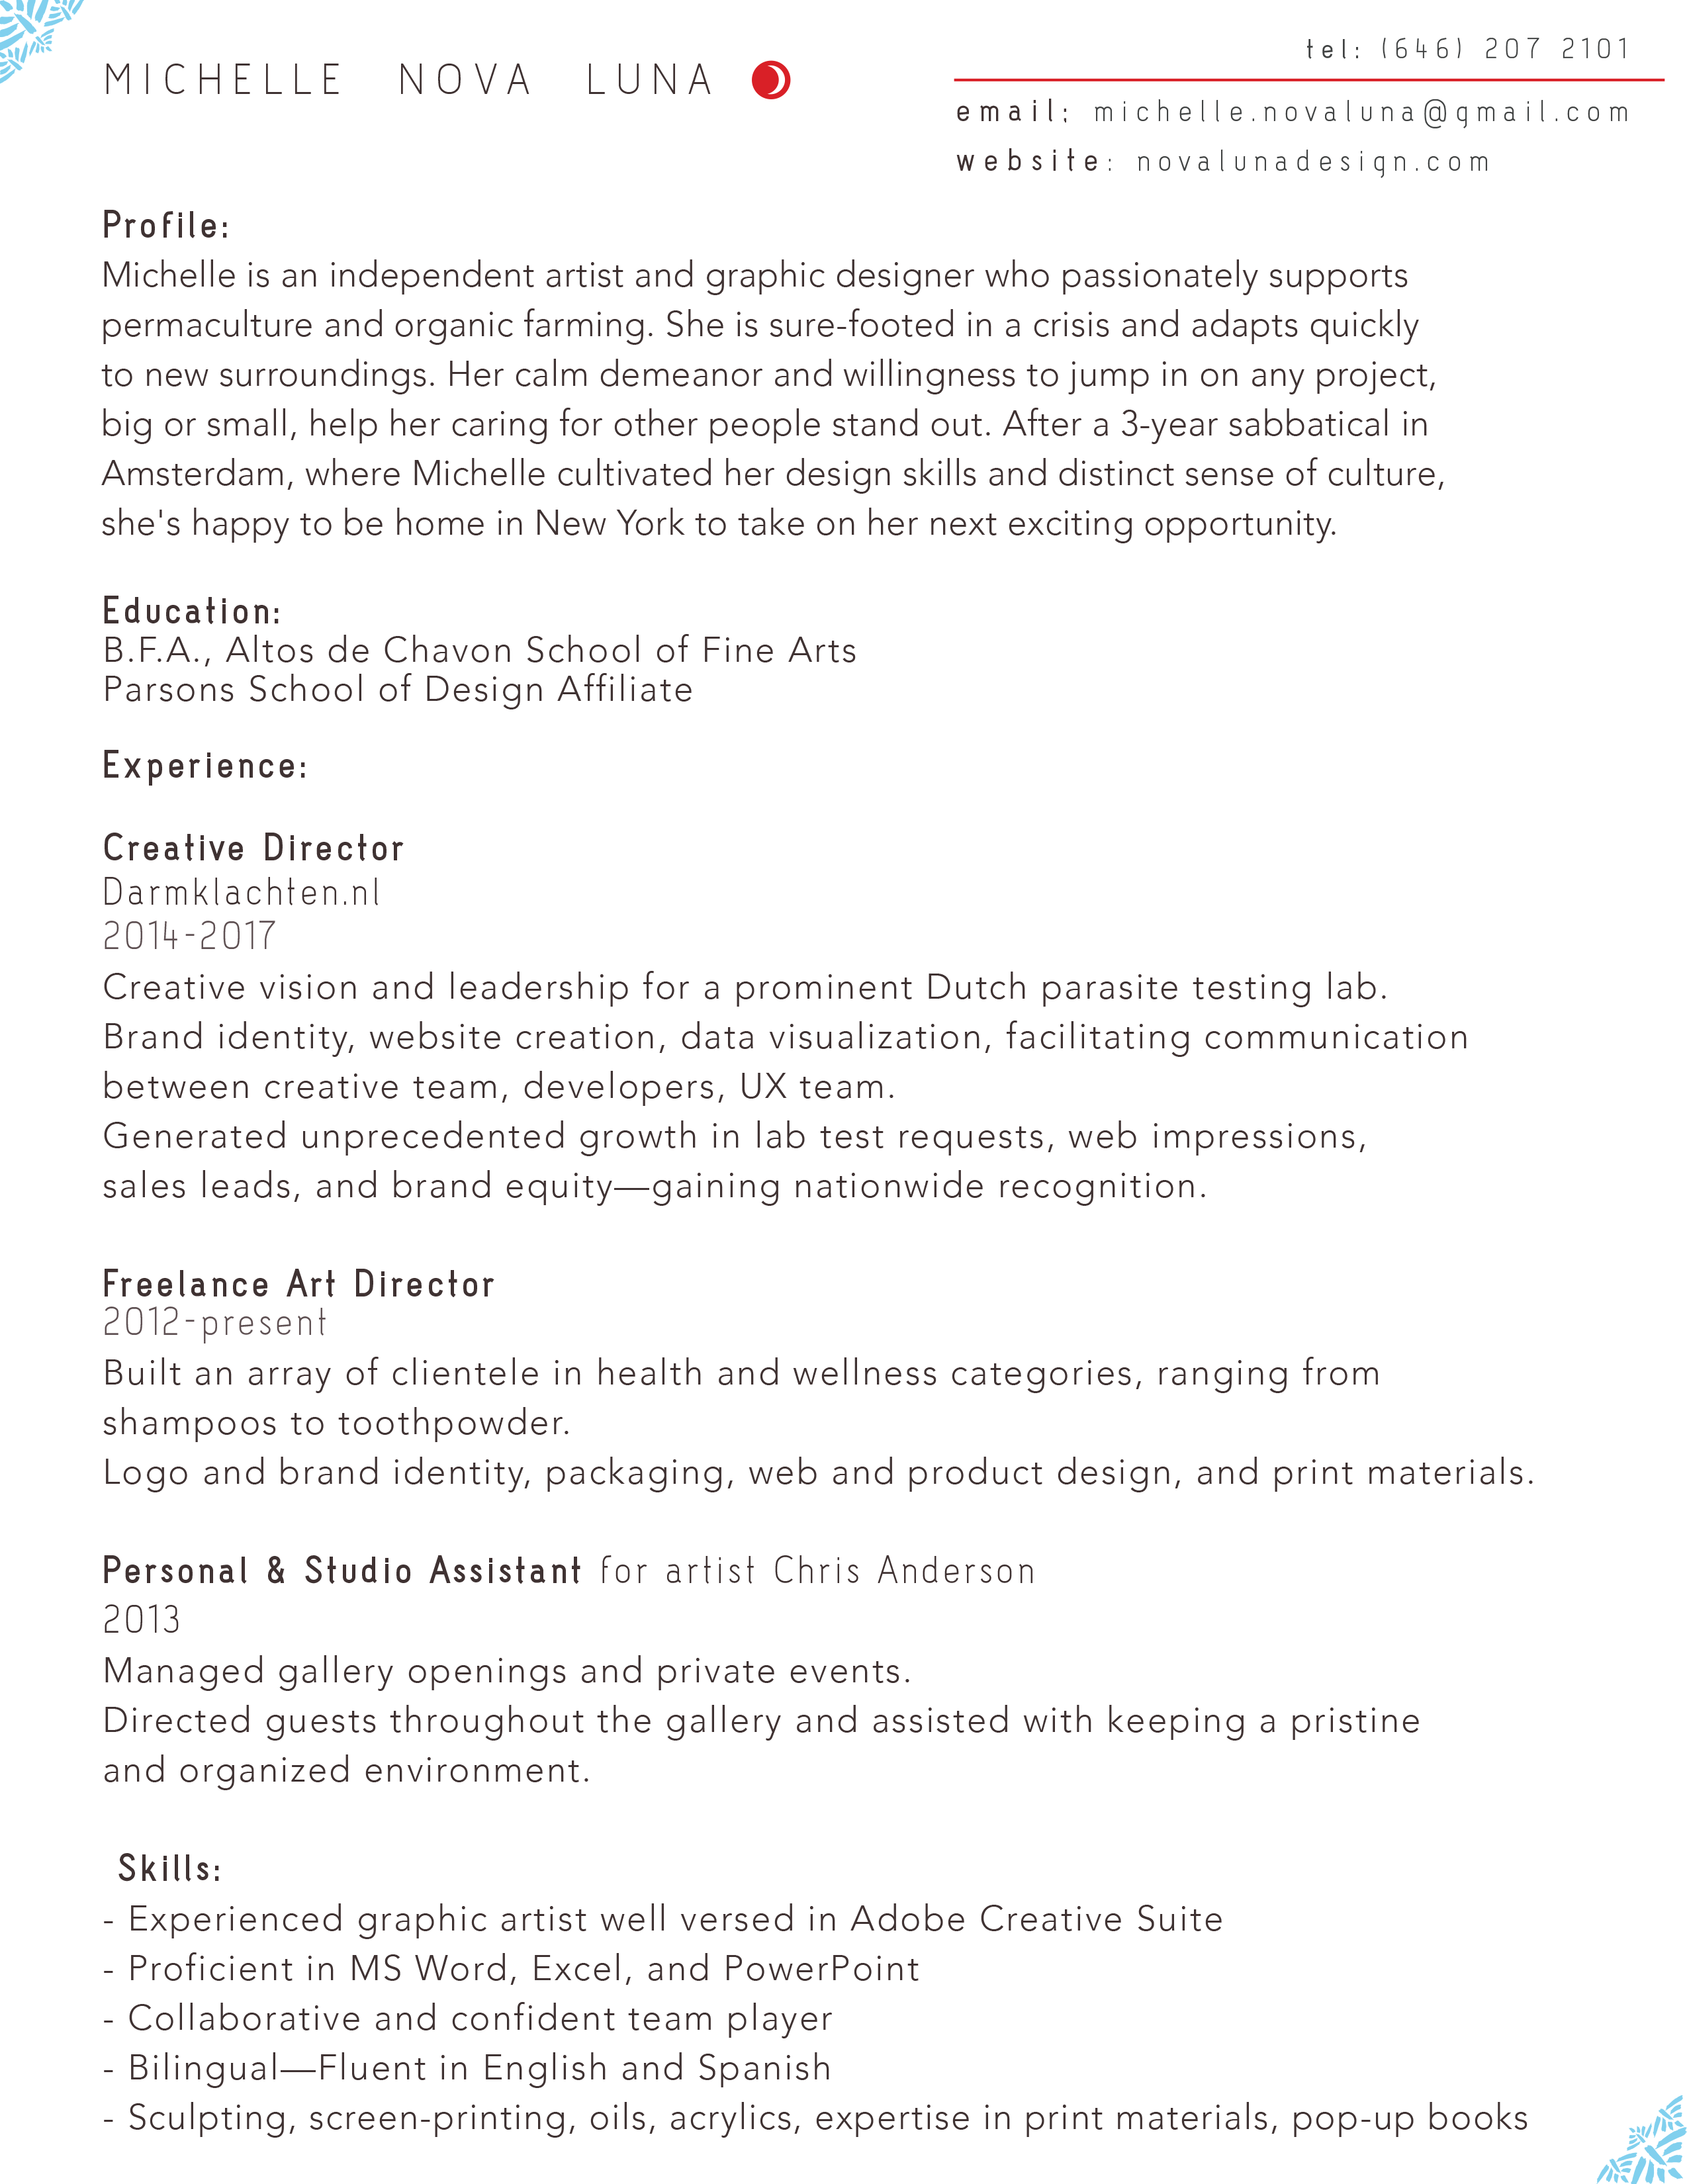 MICHELLE NOVA LUNA
tel: (646) 207 2101
email: michelle.novaluna@gmail.com
website: novalunadesign.com
Profile:
Michelle is an independent artist and graphic designer who passionately supports
permaculture and organic farming. She is sure-footed in a crisis and adapts quickly
to new surroundings. Her calm demeanor and willingness to jump in on any project,
big or small, help her caring for other people stand out. After a 3-year sabbatical in
Amsterdam, where Michelle cultivated her design skills and distinct sense of culture,
she's happy to be home in New York to take on her next exciting opportunity.
Education:
B.F.A., Altos de Chavon School of Fine Arts
Parsons School of Design Affiliate
Experience:
Creative Director
Darmklachten.nl
2014-2017
Creative vision and leadership for a prominent Dutch parasite testing lab.
Brand identity, website creation, data visualization, facilitating communication
between creative team, developers, UX team.
Generated unprecedented growth in lab test requests, web impressions,
sales leads, and brand equity—gaining nationwide recognition.
Freelance Art Director
2012-present
Built an array of clientele in health and wellness categories, ranging from
shampoos to toothpowder.
Logo and brand identity, packaging, web and product design, and print materials.
Personal & Studio Assistant for artist Chris Anderson
2013
Managed gallery openings and private events.
Directed guests throughout the gallery and assisted with keeping a pristine
and organized environment.
Skills:
- Experienced graphic artist well versed in Adobe Creative Suite
- Proficient in MS Word, Excel, and PowerPoint
- Collaborative and confident team player
- Bilingual—Fluent in English and Spanish
- Sculpting, screen-printing, oils, acrylics, expertise in print materials, pop-up books